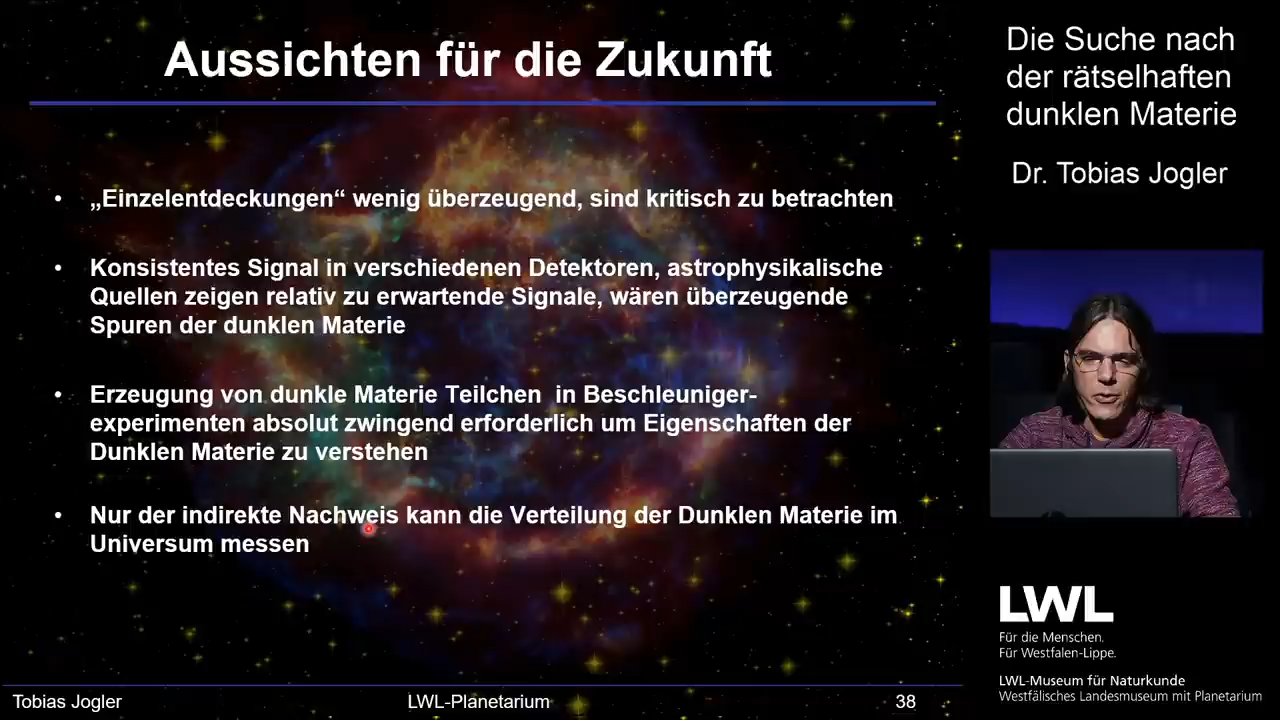 Aussichten für die Zukunft
• „Einzelentdeckungen“ wenig überzeugend, sind kritisch zu betrachten
• Konsistentes Signal in verschiedenen Detektoren, astrophysikalische
Quellen zeigen relativ zu erwartende Signale, wären überzeugende
Spuren der dunklen Materie
• Erzeugung von dunkle Materie Teilchen  in Beschleuniger-
experimenten absolut zwingend erforderlich um Eigenschaften der
Dunklen Materie zu verstehen
• Nur der indirekte Nachweis kann die Verteilung der Dunklen Materie im
Universum messen
Tobias Jogler
LWL-Planetarium
38
Die Suche nach
der rätselhaften
dunklen Materie
Dr. Tobias Jogler
LWL
Für die Menschen.
Für Westfalen-Lippe.
LWL-Museum für Naturkunde
Westfälisches Landesmuseum mit Planetarium